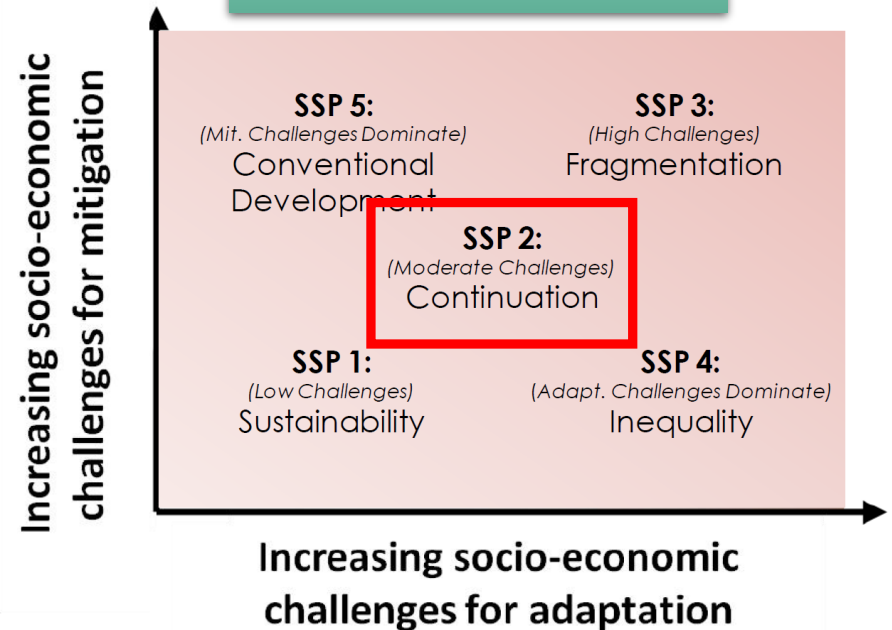 Increasing socio-economic
challenges for mitigation
SSP 5:
(Mit. Challenges Dominate)
Conventional
Development
SSP 3:
(High Challenges)
Fragmentation
SSP 2:
(Moderate Challenges)
Continuation
SSP 1:
(Low Challenges)
Sustainability
SSP 4:
(Adapt. Challenges Dominate)
Inequality
Increasing socio-economic
challenges for adaptation